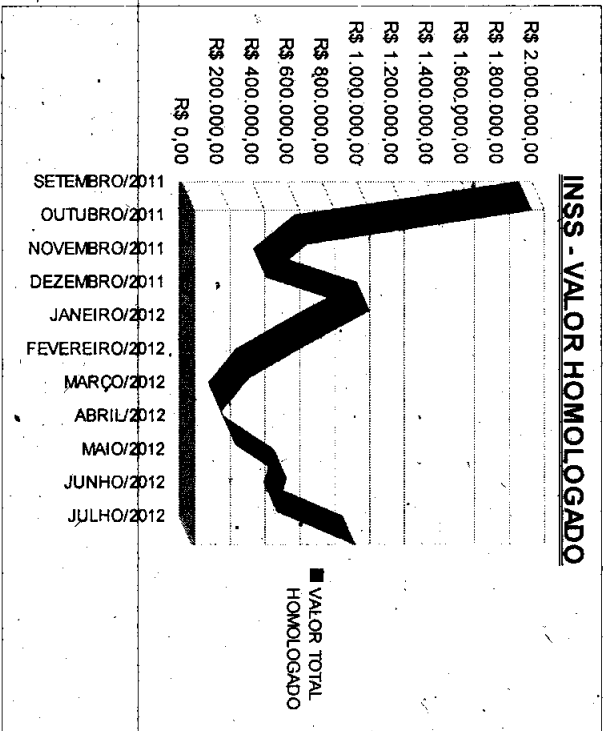 INSS - VALOR HOMOLOGADO
R$ 2.000.000,00
R$ 1.800.000,00
R$ 1.600.000,00
R$ 1.400.000,00
R$ 1.200.000,00
R$ 1.000.000,00
R$ 800.000,00
R$ 600.000,00
R$ 400.000,00
R$ 200.000,00
R$ 0,00
SETEMBRO/2011
OUTUBRO/2011
NOVEMBRO/2011
DEZEMBRO/2011
JANEIRO/2012
FEVEREIRO/2012
MARÇO/2012
ABRIL/2012
MAIO/2012
JUNHO/2012
JULHO/2012
VALOR TOTAL
HOMOLOGADO